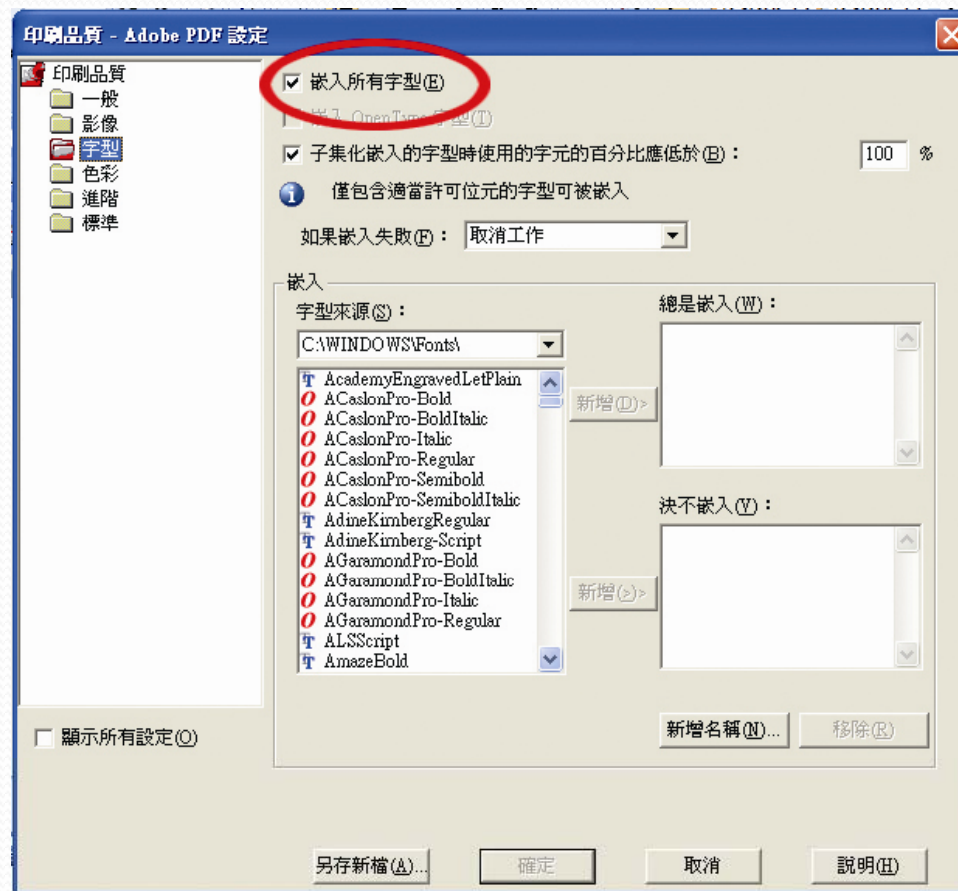 印刷品質 - Adobe PDF 設定
印刷品質
一般
影像
字型
色彩
進階
標準
顯示所有設定(O)
嵌入所有字型(E)
嵌入 OpenType 字型(T)
子集化嵌入的字型時使用的字元的百分比應低於(B)： 100 %
僅包含適當許可位元的字型可被嵌入
如果嵌入失敗(F)： 取消工作
嵌入
字型來源(S)：
C:\WINDOWS\Fonts\
AcademyEngravedLetPlain
ACaslonPro-Bold
ACaslonPro-BoldItalic
ACaslonPro-Italic
ACaslonPro-Regular
ACaslonPro-Semibold
ACaslonPro-SemiboldItalic
AdineKirnbergRegular
AdineKirnberg-Script
AGaramondPro-Bold
AGaramondPro-BoldItalic
AGaramondPro-Italic
AGaramondPro-Regular
ALSScript
AmazeBold
新增(D)>
新增(>)>
總是嵌入(W)：
決不嵌入(V)：
新增名稱(N)...
移除(R)
另存新檔(A)...
確定
取消
說明(H)